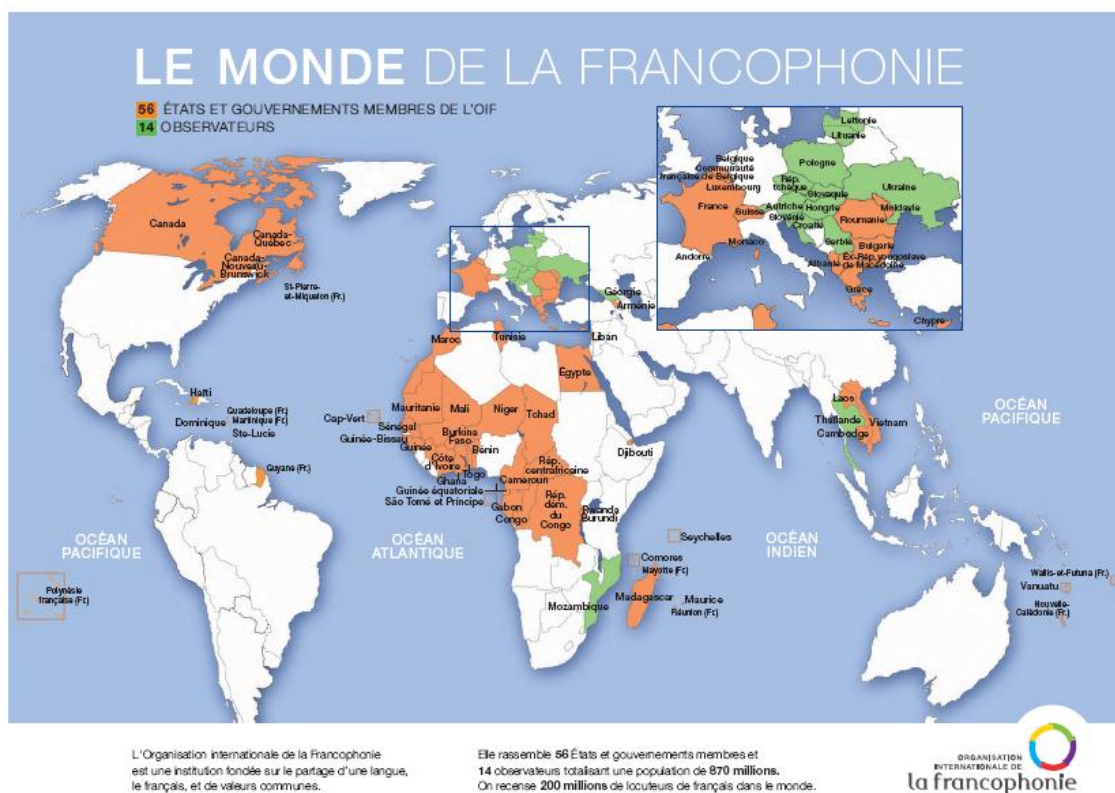 LE MONDE DE LA FRANCOPHONIE
56 ÉTATS ET GOUVERNEMENTS MEMBRES DE L'OIF
14 OBSERVATEURS
Lettonie
Lituanie
Belgique
Communauté
française de Belgique
Luxembourg
Pologne
Rép.
tchèque
Slovaquie
Ukraine
France
Suisse
Autriche
Hongrie
Moldavie
Slovénie
Croatie
Roumanie
Serbie
Monaco
Bulgarie
Andorre
Albanie
Ex-Rép. yougoslave
de Macédoine
Grèce
Chypre
Canada
Canada-
Québec
Canada-
Nouveau-
Brunswick
St-Pierre-
et-Miquelon (Fr.)
Géorgie
Arménie
Maroc
Tunisie
Liban
Égypte
Haïti
Dominique
Guadeloupe (Fr.)
Martinique (Fr.)
Ste-Lucie
Guyane (Fr.)
Cap-Vert
Mauritanie
Mali
Niger
Tchad
Sénégal
Guinée-Bissau
Guinée
Burkina
Faso
Bénin
Côte
d'Ivoire
Togo
Ghana
Rép.
centrafricaine
Cameroun
Guinée équatoriale
São Tomé et Principe
Gabon
Congo
Rép.
dém.
du
Congo
Djibouti
Rwanda
Burundi
Laos
Thaïlande
Vietnam
Cambodge
OCÉAN
PACIFIQUE
OCÉAN
PACIFIQUE
OCÉAN
ATLANTIQUE
OCÉAN
INDIEN
Seychelles
Comores
Mayotte (Fr.)
Mozambique
Madagascar
Maurice
Réunion (Fr.)
Polynésie
française (Fr.)
Wallis-et-Futuna (Fr.)
Vanuatu
Nouvelle-
Calédonie (Fr.)
L'Organisation internationale de la Francophonie
est une institution fondée sur le partage d'une langue,
le français, et de valeurs communes.
Elle rassemble 56 États et gouvernements membres et
14 observateurs totalisant une population de 870 millions.
On recense 200 millions de locuteurs de français dans le monde.
ORGANISATION
INTERNATIONALE DE
la francophonie